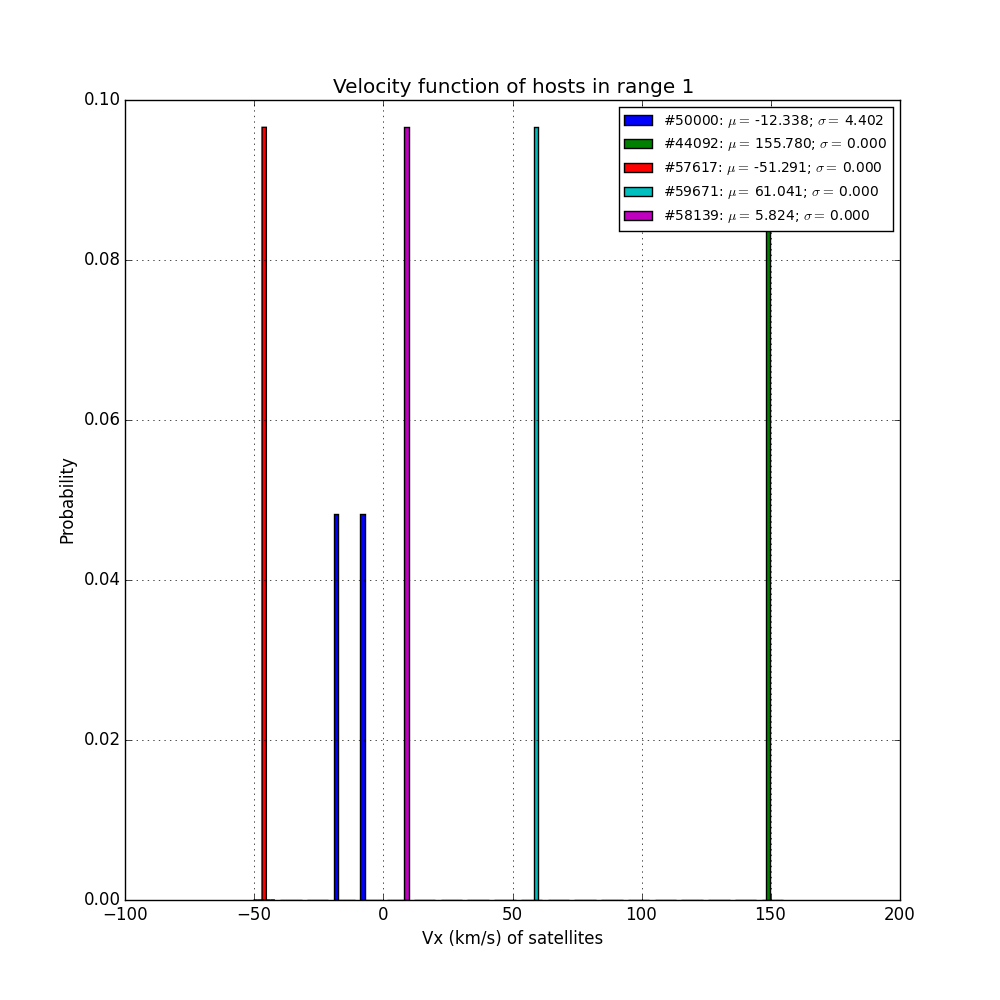 Velocity function of hosts in range 1
#50000: μ = -12.338; σ = 4.402
#44092: μ = 155.780; σ = 0.000
#57617: μ = -51.291; σ = 0.000
#59671: μ = 61.041; σ = 0.000
#58139: μ = 5.824; σ = 0.000
0.10
0.08
0.06
0.04
0.02
0.00
Probability
−100 −50 0 50 100 150 200
Vx (km/s) of satellites